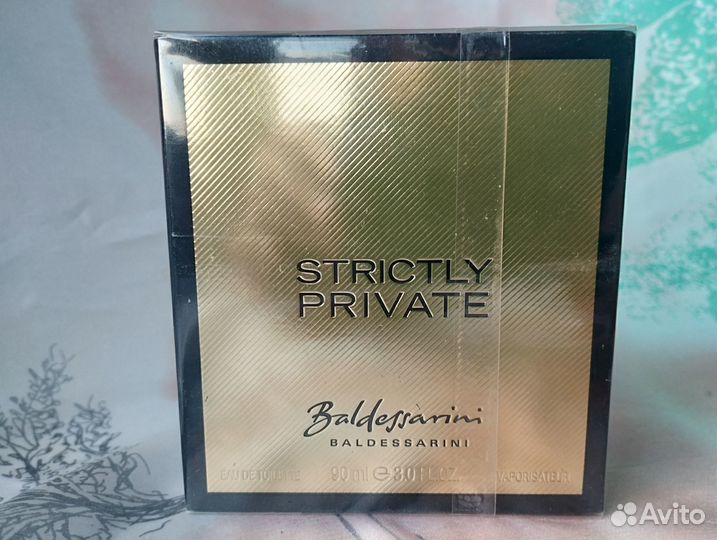 STRICTLY
PRIVATE
Baldessarini
BALDESSARINI
EAU DE TOILETTE 90 ml ℮ 3.0 FL.OZ. VAPORISATEUR
Avito